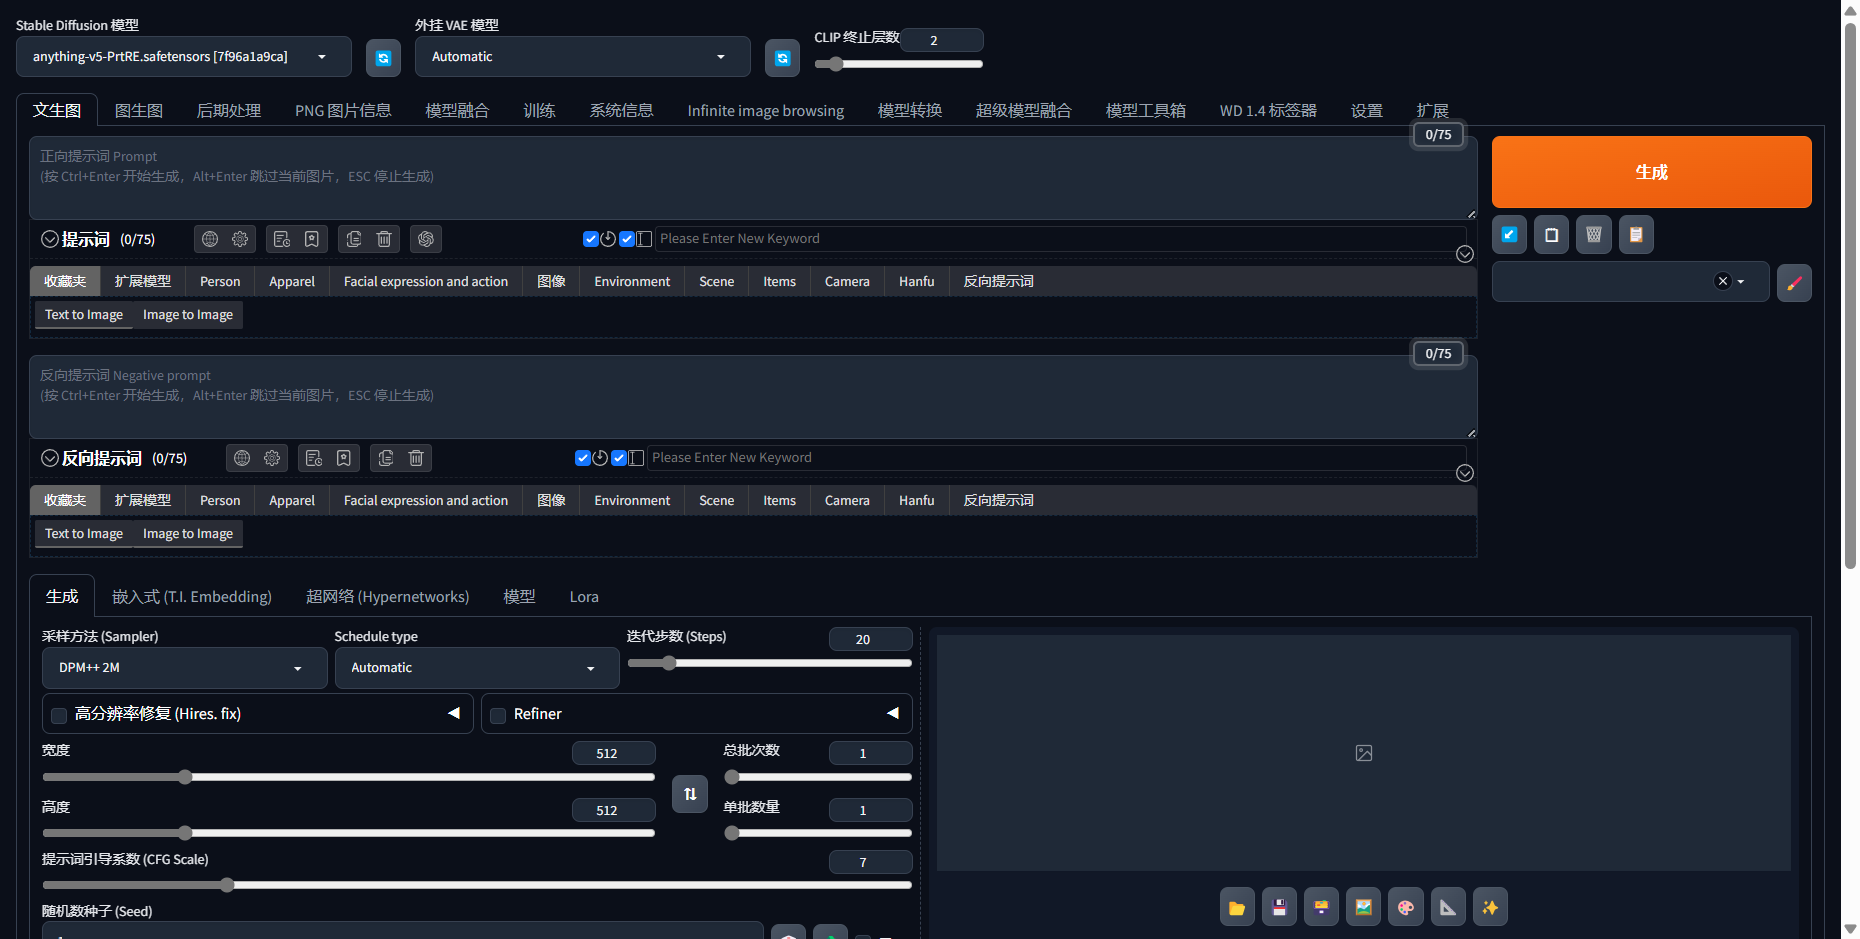 Stable Diffusion 模型
外挂 VAE 模型
CLIP 终止层数
2
anything-v5-PrtRE.safetensors [7f96a1a9ca]
Automatic
文生图
图生图
后期处理
PNG 图片信息
模型融合
训练
系统信息
Infinite image browsing
模型转换
超级模型融合
模型工具箱
WD 1.4 标签器
设置
扩展
0/75
正向提示词 Prompt
(按 Ctrl+Enter 开始生成，Alt+Enter 跳过当前图片，ESC 停止生成)
生成
提示词 (0/75)
Please Enter New Keyword
收藏夹
扩展模型
Person
Apparel
Facial expression and action
图像
Environment
Scene
Items
Camera
Hanfu
反向提示词
Text to Image
Image to Image
0/75
反向提示词 Negative prompt
(按 Ctrl+Enter 开始生成，Alt+Enter 跳过当前图片，ESC 停止生成)
反向提示词 (0/75)
Please Enter New Keyword
收藏夹
扩展模型
Person
Apparel
Facial expression and action
图像
Environment
Scene
Items
Camera
Hanfu
反向提示词
Text to Image
Image to Image
生成
嵌入式 (T.I. Embedding)
超网络 (Hypernetworks)
模型
Lora
采样方法 (Sampler)
Schedule type
迭代步数 (Steps)
20
DPM++ 2M
Automatic
高分辨率修复 (Hires. fix)
Refiner
宽度
512
总批次数
1
高度
512
单批数量
1
提示词引导系数 (CFG Scale)
7
随机数种子 (Seed)